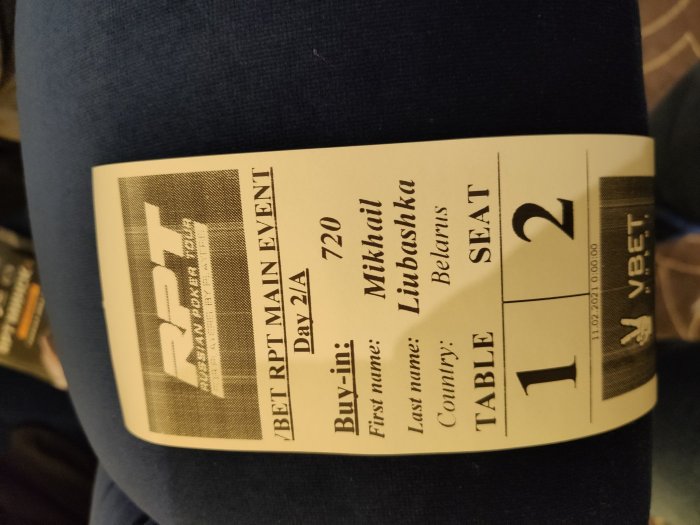 RPT
RUSSIAN POKER TOUR
VBET RPT MAIN EVENT
Day 2/A
Buy-in: 720
First name: Mikhail
Last name: Liubashka
Country: Belarus
TABLE SEAT
1 2
11.02.2021 0:00:00
VBET